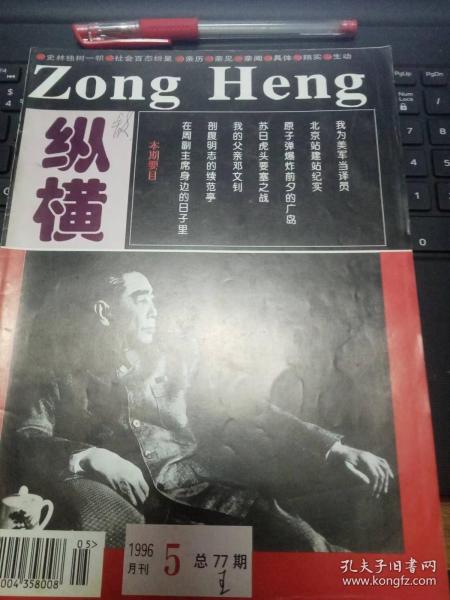 史林独树一帜 社会百态纷呈 亲历 亲见 亲闻 具体 翔实 生动
Zong Heng
纵横
我为美军当译员
北京站建站纪实
原子弹爆炸前夕的广岛
苏日虎头要塞之战
我的父亲邓文钊
剖腹明志的续范亭
在周副主席身边的日子里
本期要目
05>
004358008
1996
月刊
5
总 77 期
孔夫子旧书网
https://book.kongfz.com/